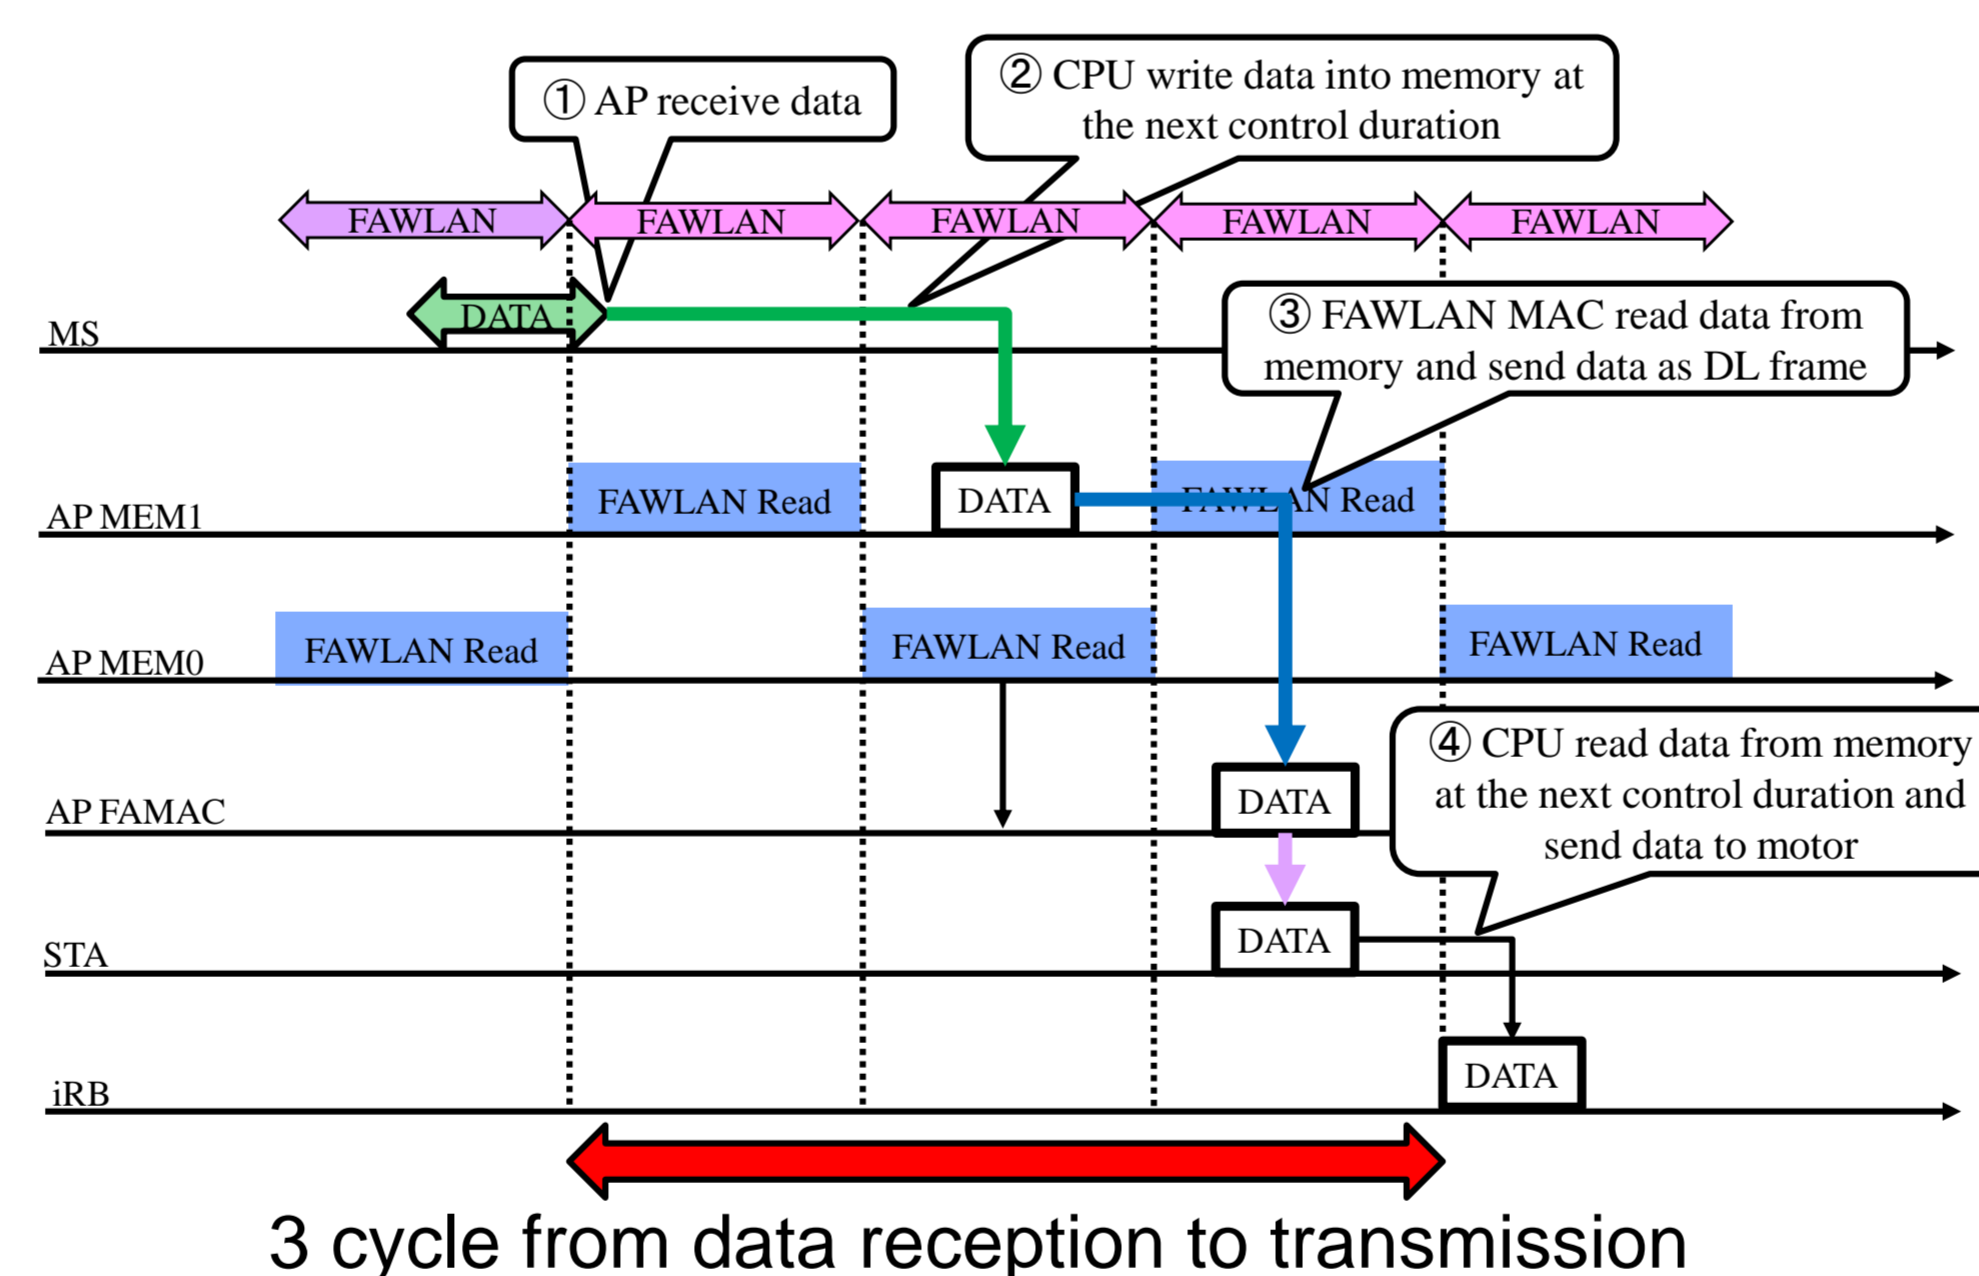 ① AP receive data
② CPU write data into memory at
the next control duration
FAWLAN
FAWLAN
FAWLAN
FAWLAN
FAWLAN
MS
DATA
③ FAWLAN MAC read data from
memory and send data as DL frame
AP MEM1
FAWLAN Read
DATA
FAWLAN Read
AP MEM0
FAWLAN Read
FAWLAN Read
FAWLAN Read
④ CPU read data from memory
at the next control duration and
send data to motor
AP FAMAC
DATA
STA
DATA
iRB
DATA
3 cycle from data reception to transmission